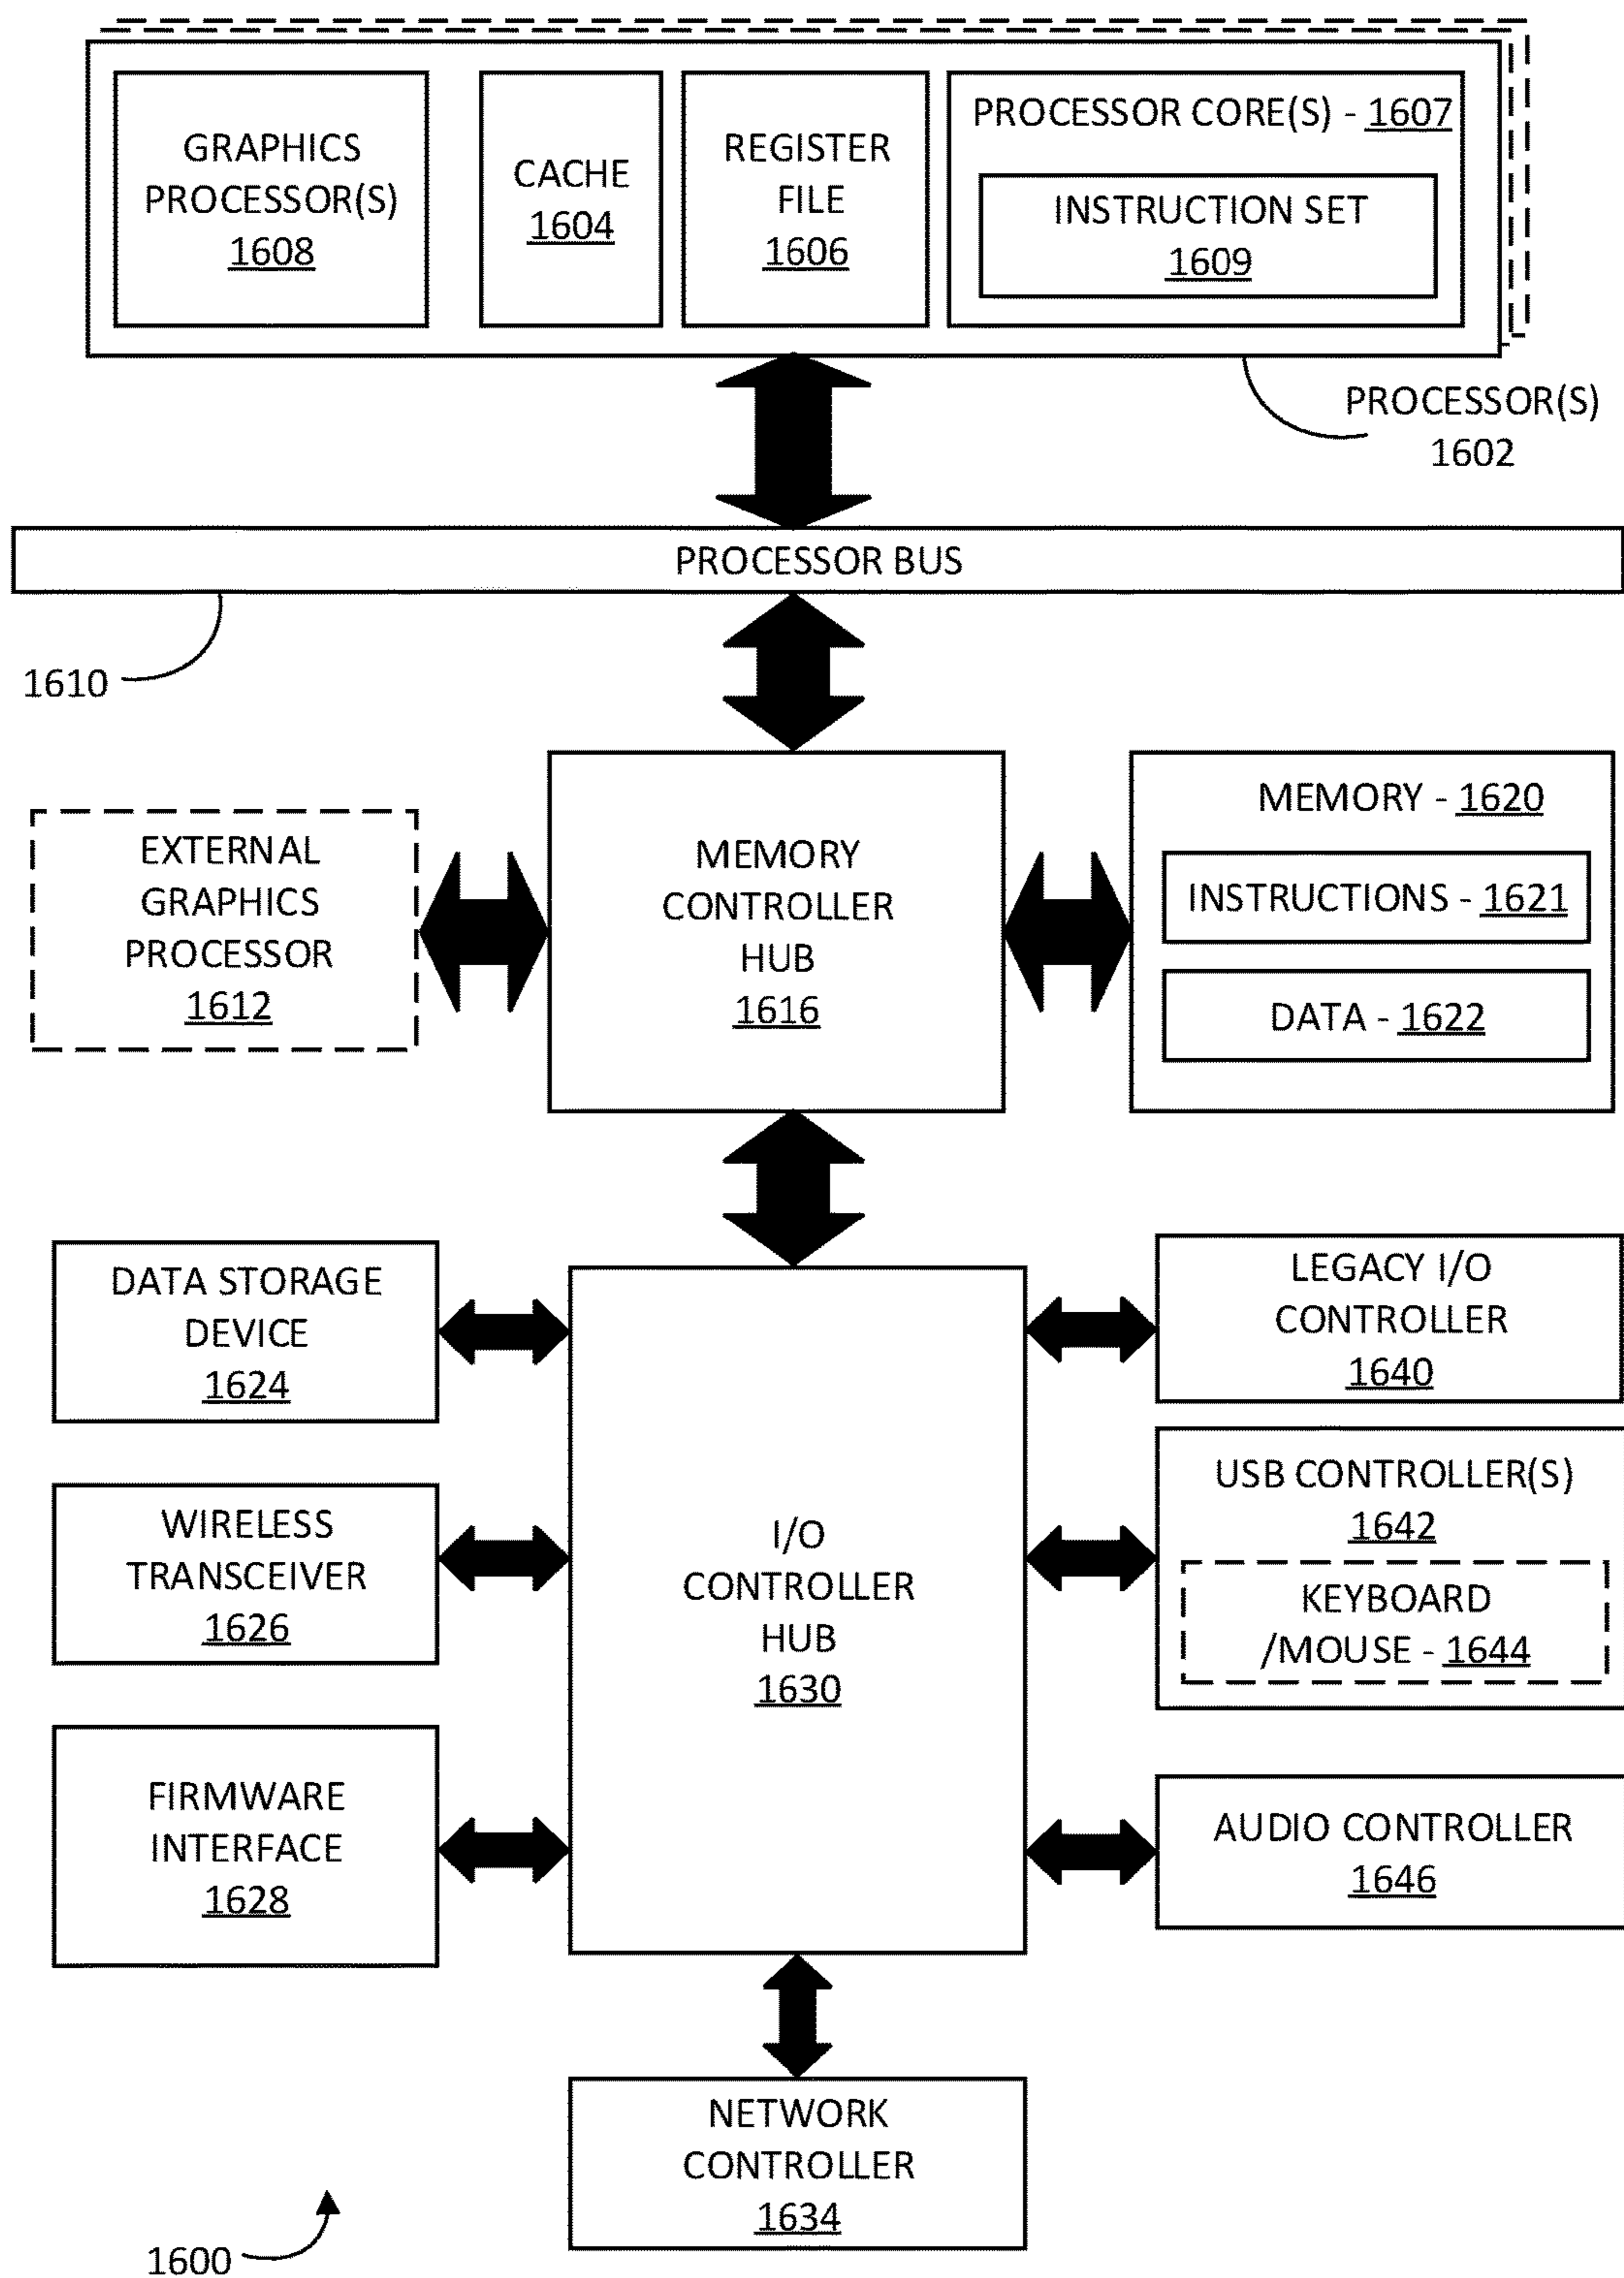 GRAPHICS
PROCESSOR(S)
1608
CACHE
1604
REGISTER
FILE
1606
PROCESSOR CORE(S) - 1607
INSTRUCTION SET
1609
PROCESSOR(S)
1602
PROCESSOR BUS
1610
EXTERNAL
GRAPHICS
PROCESSOR
1612
MEMORY
CONTROLLER
HUB
1616
MEMORY - 1620
INSTRUCTIONS - 1621
DATA - 1622
DATA STORAGE
DEVICE
1624
WIRELESS
TRANSCEIVER
1626
FIRMWARE
INTERFACE
1628
I/O
CONTROLLER
HUB
1630
LEGACY I/O
CONTROLLER
1640
USB CONTROLLER(S)
1642
KEYBOARD
/MOUSE - 1644
AUDIO CONTROLLER
1646
NETWORK
CONTROLLER
1634
1600